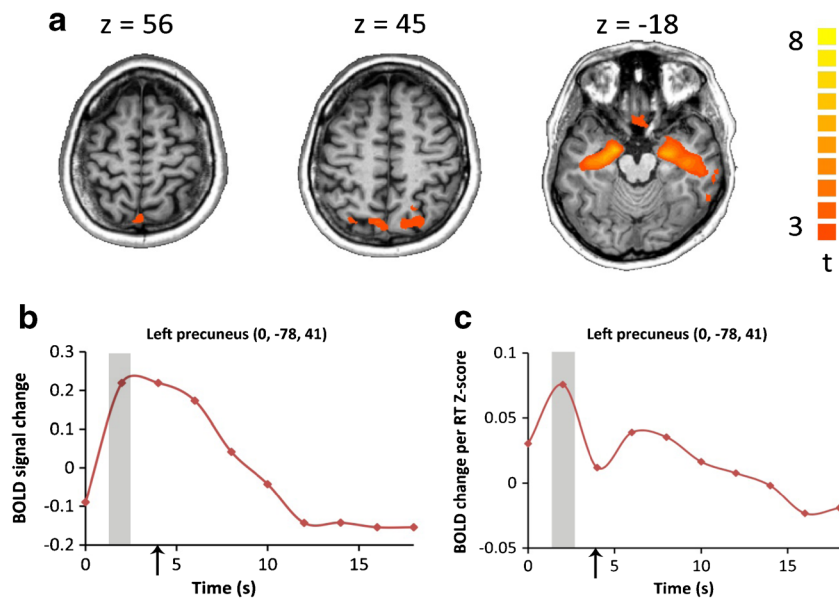 a
z = 56
z = 45
z = -18
8
3
t
b
Left precuneus (0, -78, 41)
BOLD signal change
0.3
0.2
0.1
0
-0.1
-0.2
0
5
10
15
Time (s)
c
Left precuneus (0, -78, 41)
BOLD change per RT Z-score
0.1
0.05
0
-0.05
0
5
10
15
Time (s)